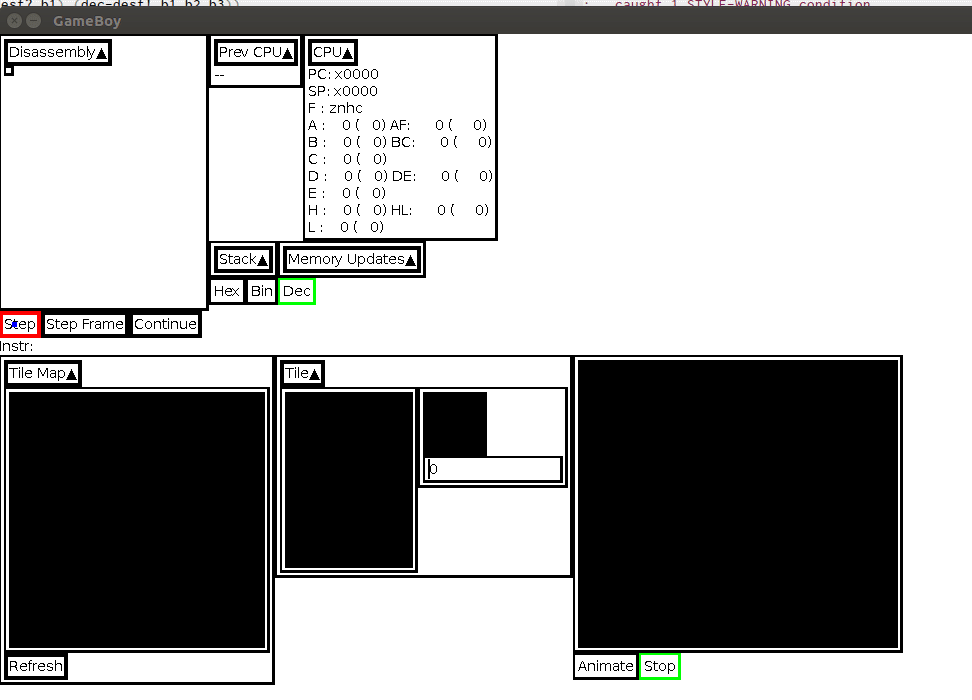 est2 b1) (dec-dest! b1 b2 b3))
; caught 1 STYLE-WARNING condition
GameBoy
Disassembly▲
Prev CPU▲
--
CPU▲
PC: x0000
SP: x0000
F : znhc
A : 0 ( 0) AF: 0 ( 0)
B : 0 ( 0) BC: 0 ( 0)
C : 0 ( 0)
D : 0 ( 0) DE: 0 ( 0)
E : 0 ( 0)
H : 0 ( 0) HL: 0 ( 0)
L : 0 ( 0)
Stack▲ Memory Updates▲
Hex Bin Dec
Step Step Frame Continue
Instr:
Tile Map▲
Refresh
Tile▲
0
Animate Stop